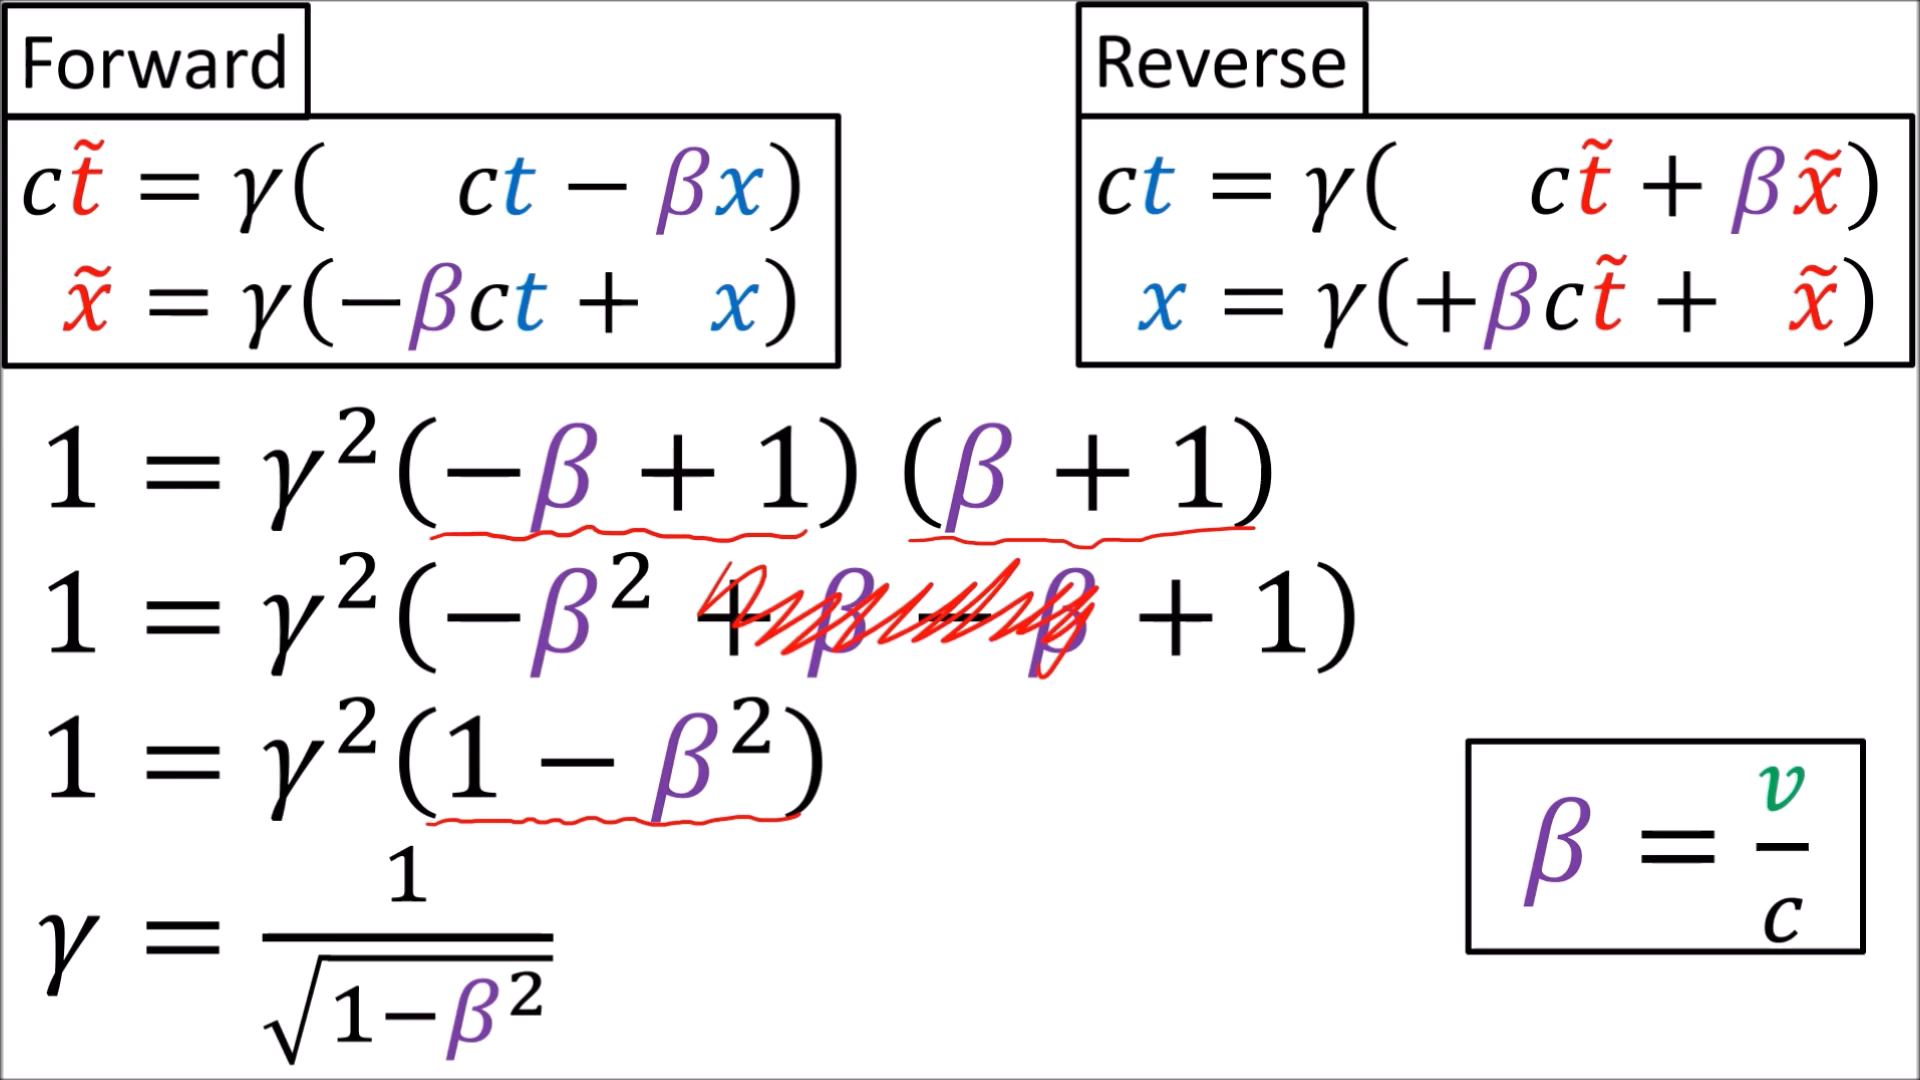 Forward
ct̃ = γ( ct − βx)
x̃ = γ(−βct + x)
Reverse
ct = γ( ct̃ + βx̃)
x = γ(+βct̃ + x̃)
1 = γ²(−β + 1) (β + 1)
1 = γ²(−β² + β − β + 1)
1 = γ²(1 − β²)
γ = 1/√(1−β²)
β = v/c